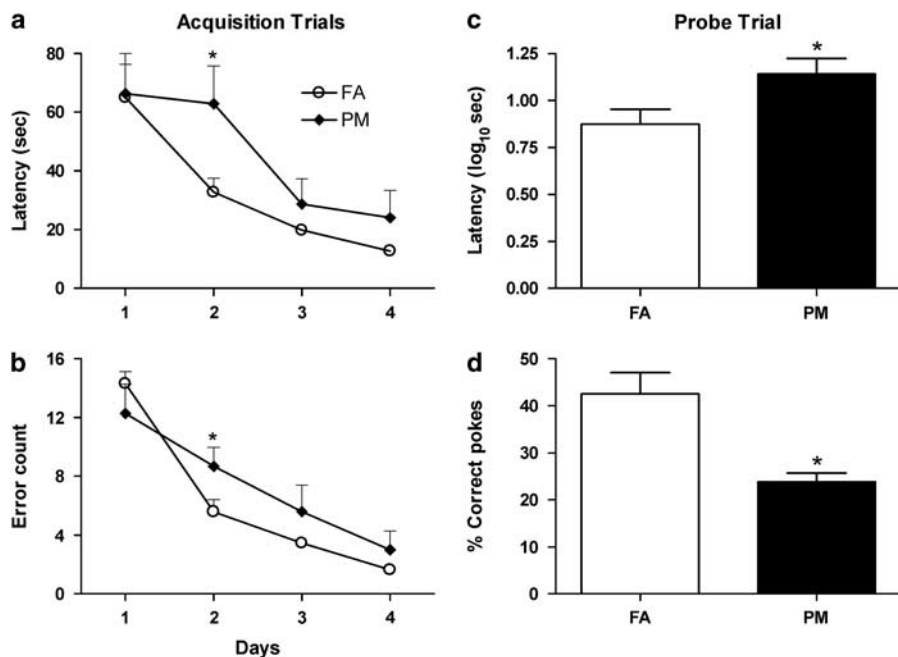 a
Acquisition Trials
80
60
40
20
0
Latency (sec)
*
FA
PM
1
2
3
4
b
16
12
8
4
0
Error count
*
1
2
3
4
Days
c
Probe Trial
1.25
1.00
0.75
0.50
0.25
0.00
Latency (log10 sec)
*
FA
PM
d
50
40
30
20
10
0
% Correct pokes
*
FA
PM